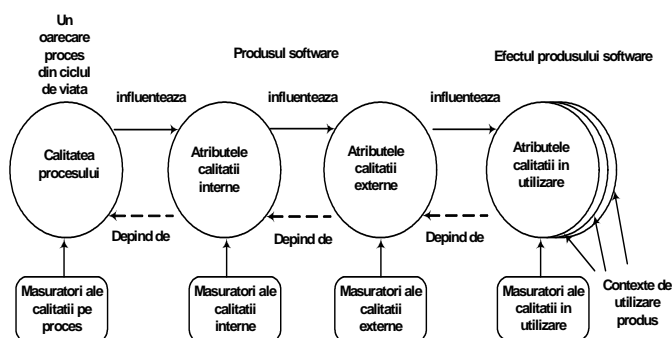 Un
oarecare
proces
din ciclul
de viata
Produsul software
Efectul produsului software
influenteaza
influenteaza
influenteaza
Calitatea
procesului
Atributele
calitatii
interne
Atributele
calitatii
externe
Atributele
calitatii in
utilizare
Depind de
Depind de
Depind de
Masuratori ale
calitatii pe
proces
Masuratori ale
calitatii
interne
Masuratori ale
calitatii
externe
Masuratori ale
calitatii in
utilizare
Contexte de
utilizare
produs